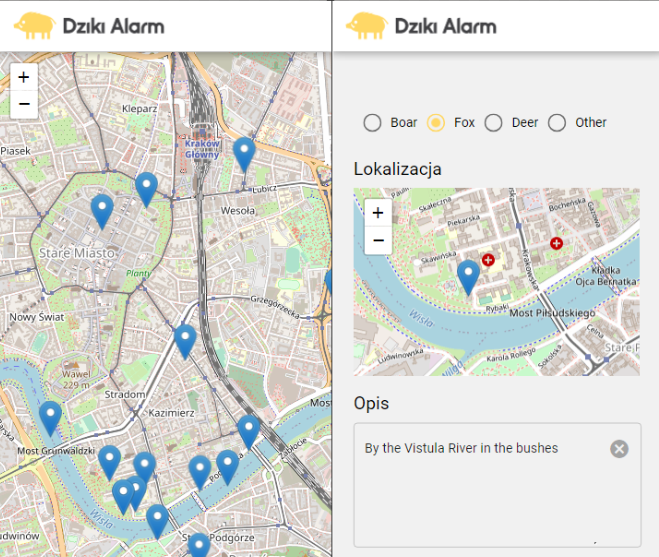 Dziki Alarm
+
−
Kleparz
Piasek
Kraków
Główny
Lubicz
Wesoła
Stare Miasto
Planty
Nowy Świat
Grzegórzecka
Wawel
229 m
Stradom
Kazimierz
Most
Most Grunwaldzki
Zabłocie
Wisła
Podgórze
Dziki Alarm
Boar
Fox
Deer
Other
Lokalizacja
+
−
Skałeczna
Bocheńska
Gazowa
Piekarska
Skawińska
Krakowska
Kładka
Ojca Bernatka
Rybaki
Most Piłsudskiego
Wisła
Celna
Ludwinowska
Karola Rollego
Sokolska
Stare P
Opis
By the Vistula River in the bushes